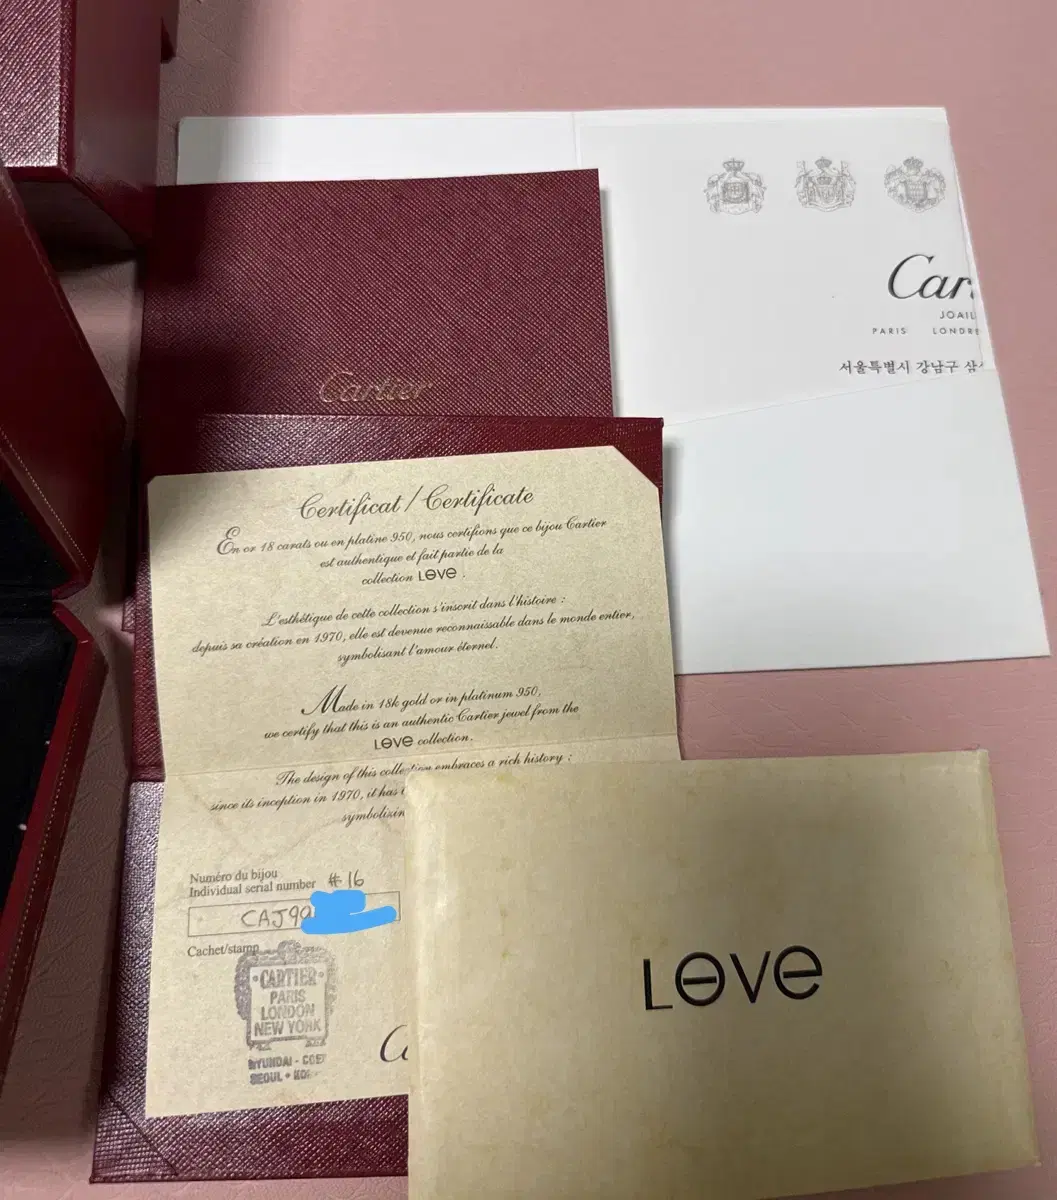 Car
JOAIL
PARIS LONDRE
서울특별시 강남구 삼
Cartier
Certificat / Certificate
En or 18 carats ou en platine 950, nous certifions que ce bijou Cartier
est authentique et fait partie de la
collection LOVE .
L'esthétique de cette collection s'inscrit dans l'histoire :
depuis sa création en 1970, elle est devenue reconnaissable dans le monde entier,
symbolisant l'amour éternel.
Made in 18k gold or in platinum 950,
we certify that this is an authentic Cartier jewel from the
LOVE collection.
The design of this collection embraces a rich history :
since its inception in 1970, it has
symbolizin
Numéro du bijou
Individual serial number #16
CAJ99
Cachet/stamp
CARTIER
PARIS
LONDON
NEW YORK
HYUNDAI - COE
SEOUL • KO
C
LOVE